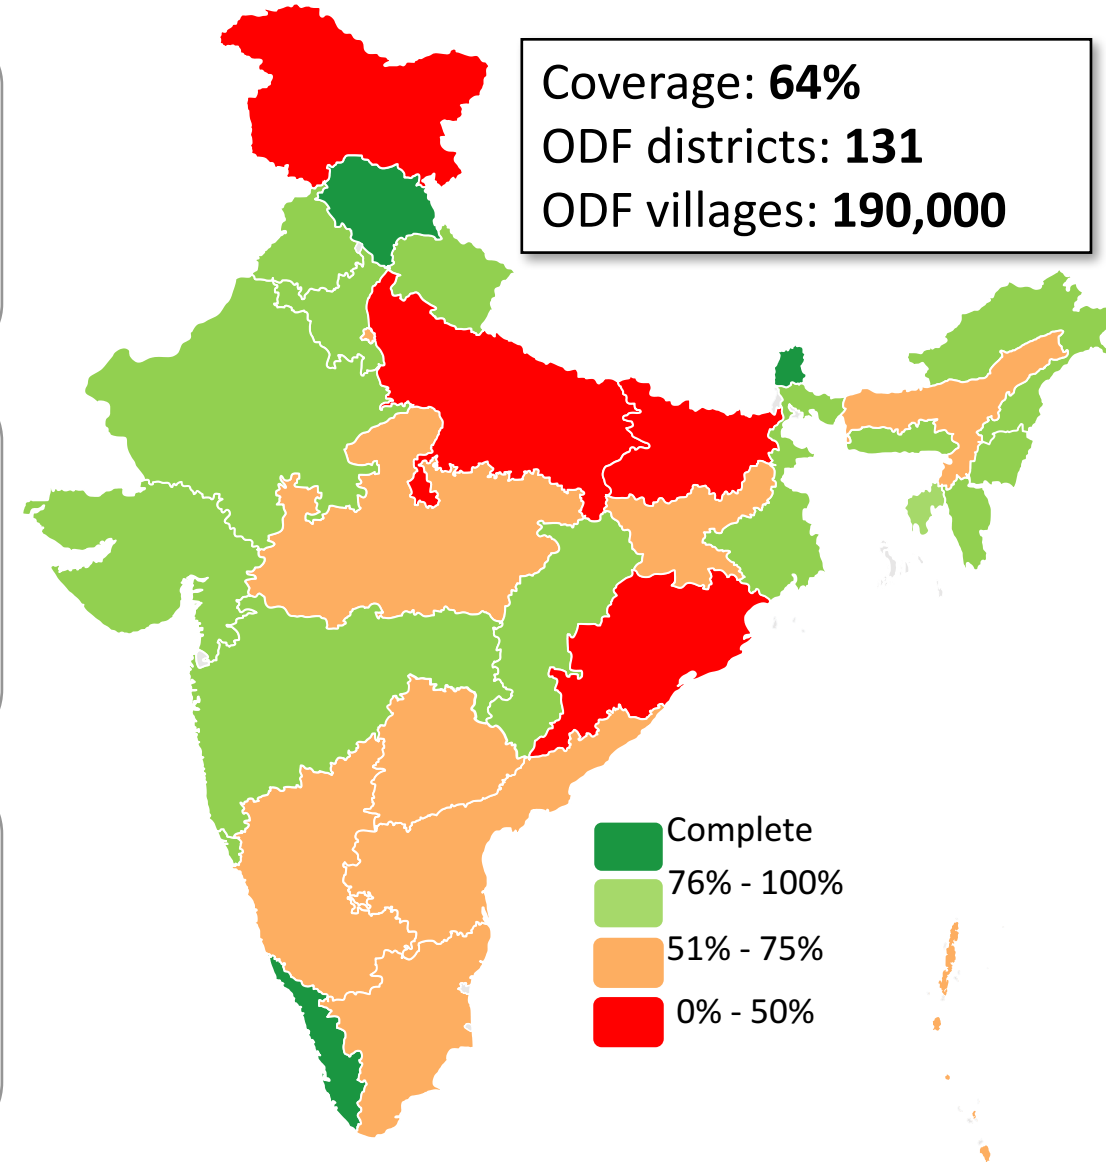 Coverage: 64%
ODF districts: 131
ODF villages: 190,000
Complete
76% - 100%
51% - 75%
0% - 50%